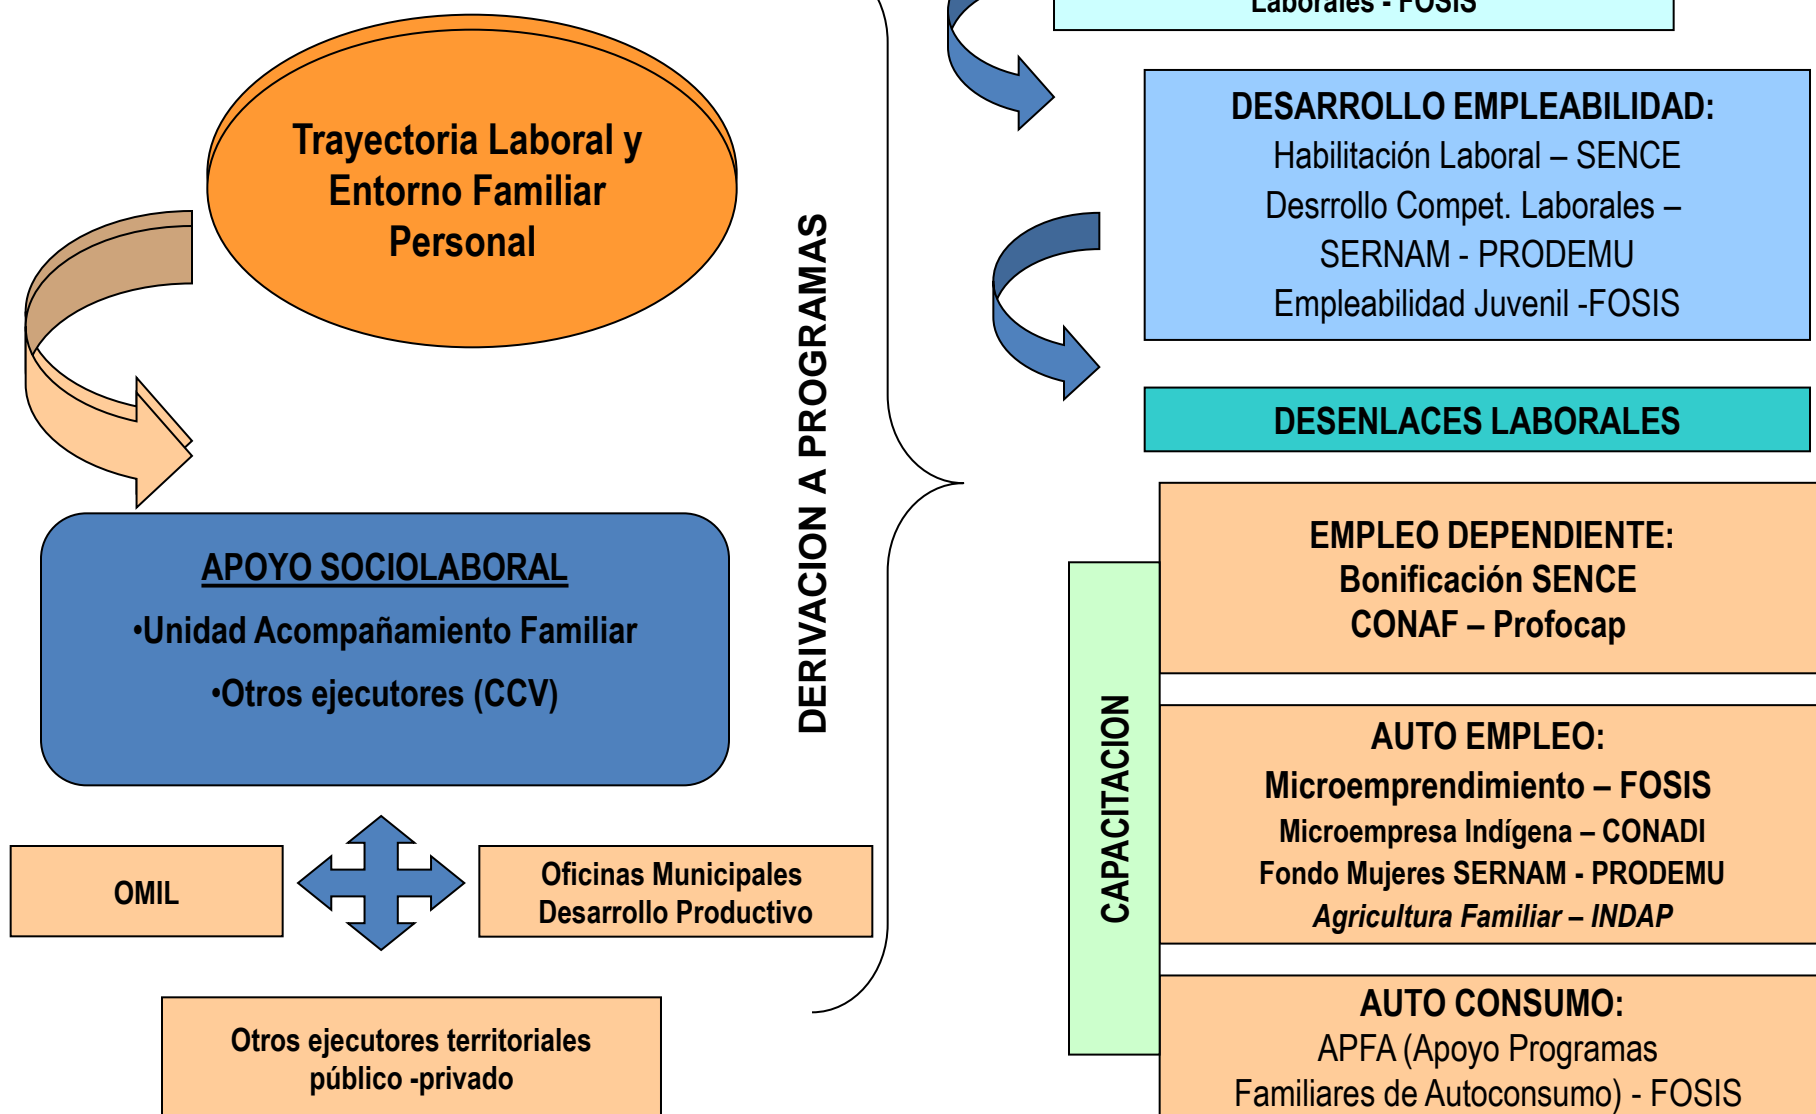 Trayectoria Laboral y
Entorno Familiar
Personal
APOYO SOCIOLABORAL
•Unidad Acompañamiento Familiar
•Otros ejecutores (CCV)
OMIL
Oficinas Municipales
Desarrollo Productivo
Otros ejecutores territoriales
público -privado
DERIVACION A PROGRAMAS
Laborales - FOSIS
DESARROLLO EMPLEABILIDAD:
Habilitación Laboral – SENCE
Desrrollo Compet. Laborales –
SERNAM - PRODEMU
Empleabilidad Juvenil -FOSIS
DESENLACES LABORALES
CAPACITACION
EMPLEO DEPENDIENTE:
Bonificación SENCE
CONAF – Profocap
AUTO EMPLEO:
Microemprendimiento – FOSIS
Microempresa Indígena – CONADI
Fondo Mujeres SERNAM - PRODEMU
Agricultura Familiar – INDAP
AUTO CONSUMO:
APFA (Apoyo Programas
Familiares de Autoconsumo) - FOSIS